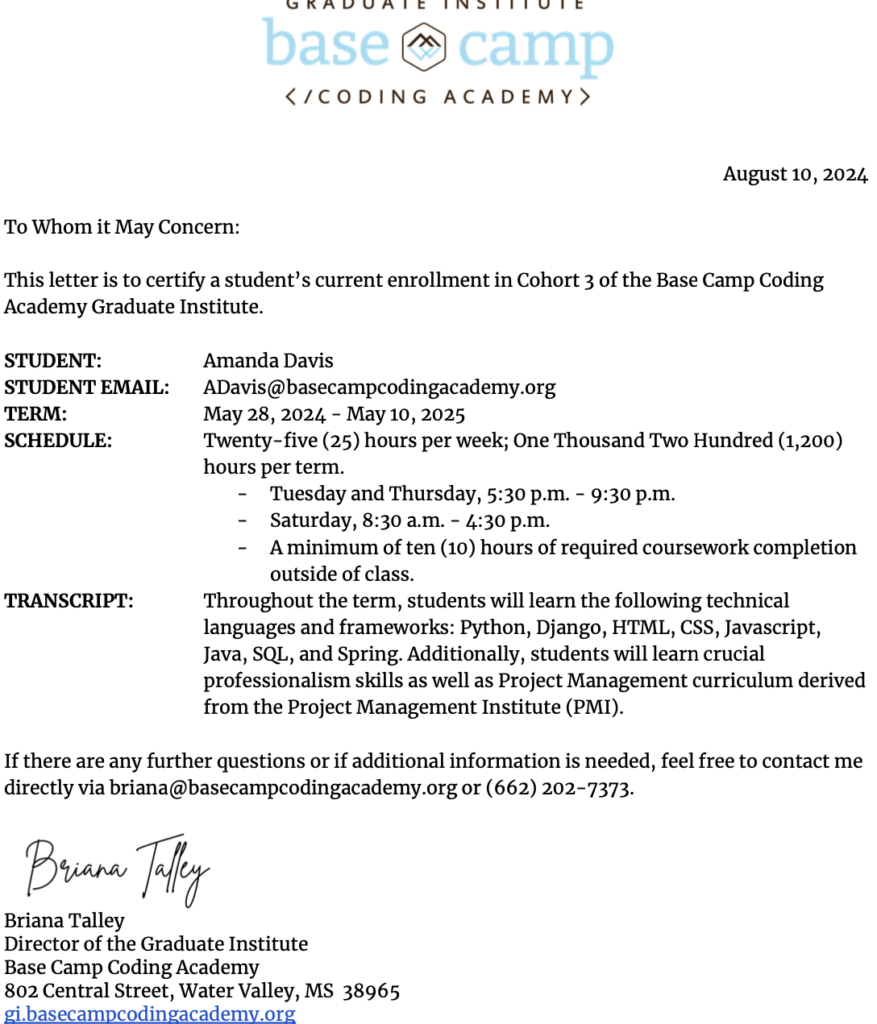 GRADUATE INSTITUTE
base camp
</CODING ACADEMY>
August 10, 2024
To Whom it May Concern:
This letter is to certify a student’s current enrollment in Cohort 3 of the Base Camp Coding
Academy Graduate Institute.
STUDENT: Amanda Davis
STUDENT EMAIL: ADavis@basecampcodingacademy.org
TERM: May 28, 2024 - May 10, 2025
SCHEDULE: Twenty-five (25) hours per week; One Thousand Two Hundred (1,200)
hours per term.
- Tuesday and Thursday, 5:30 p.m. - 9:30 p.m.
- Saturday, 8:30 a.m. - 4:30 p.m.
- A minimum of ten (10) hours of required coursework completion
outside of class.
TRANSCRIPT: Throughout the term, students will learn the following technical
languages and frameworks: Python, Django, HTML, CSS, Javascript,
Java, SQL, and Spring. Additionally, students will learn crucial
professionalism skills as well as Project Management curriculum derived
from the Project Management Institute (PMI).
If there are any further questions or if additional information is needed, feel free to contact me
directly via briana@basecampcodingacademy.org or (662) 202-7373.
Briana Talley
Briana Talley
Director of the Graduate Institute
Base Camp Coding Academy
802 Central Street, Water Valley, MS 38965
gi.basecampcodingacademy.org